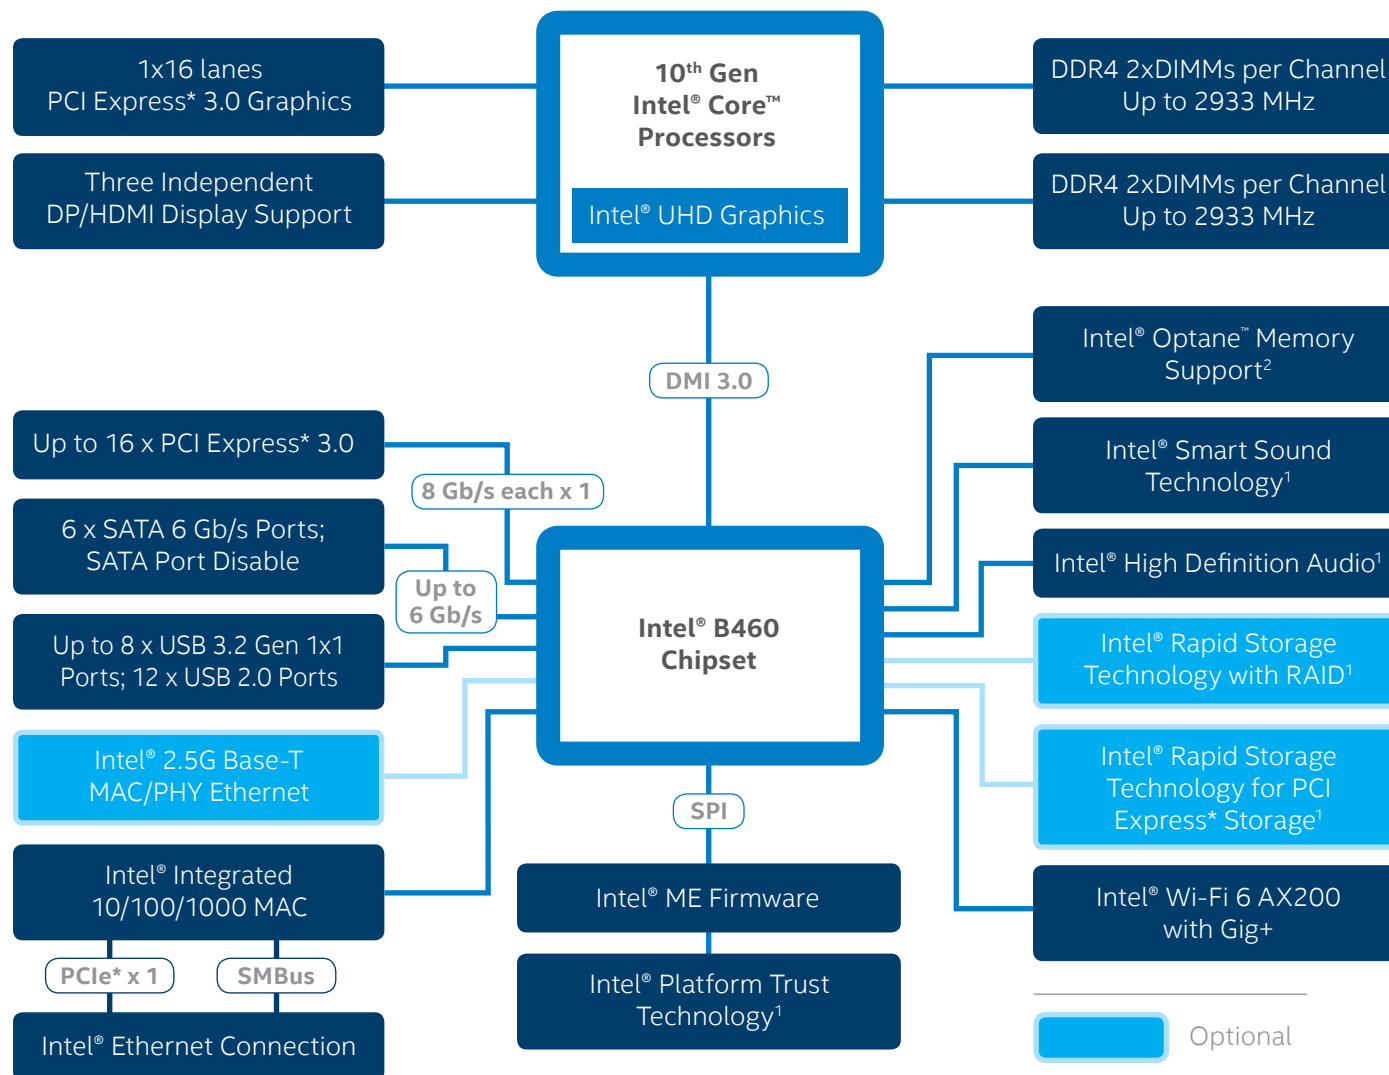 1x16 lanes
PCI Express* 3.0 Graphics
Three Independent
DP/HDMI Display Support
10th Gen
Intel® Core™
Processors
Intel® UHD Graphics
DDR4 2xDIMMs per Channel
Up to 2933 MHz
DDR4 2xDIMMs per Channel
Up to 2933 MHz
DMI 3.0
Up to 16 x PCI Express* 3.0
8 Gb/s each x 1
6 x SATA 6 Gb/s Ports;
SATA Port Disable
Up to
6 Gb/s
Up to 8 x USB 3.2 Gen 1x1
Ports; 12 x USB 2.0 Ports
Intel® 2.5G Base-T
MAC/PHY Ethernet
Intel® Integrated
10/100/1000 MAC
PCIe* x 1
SMBus
Intel® Ethernet Connection
Intel® B460
Chipset
SPI
Intel® ME Firmware
Intel® Platform Trust
Technology¹
Intel® Optane™ Memory
Support²
Intel® Smart Sound
Technology¹
Intel® High Definition Audio¹
Intel® Rapid Storage
Technology with RAID¹
Intel® Rapid Storage
Technology for PCI
Express* Storage¹
Intel® Wi-Fi 6 AX200
with Gig+
Optional